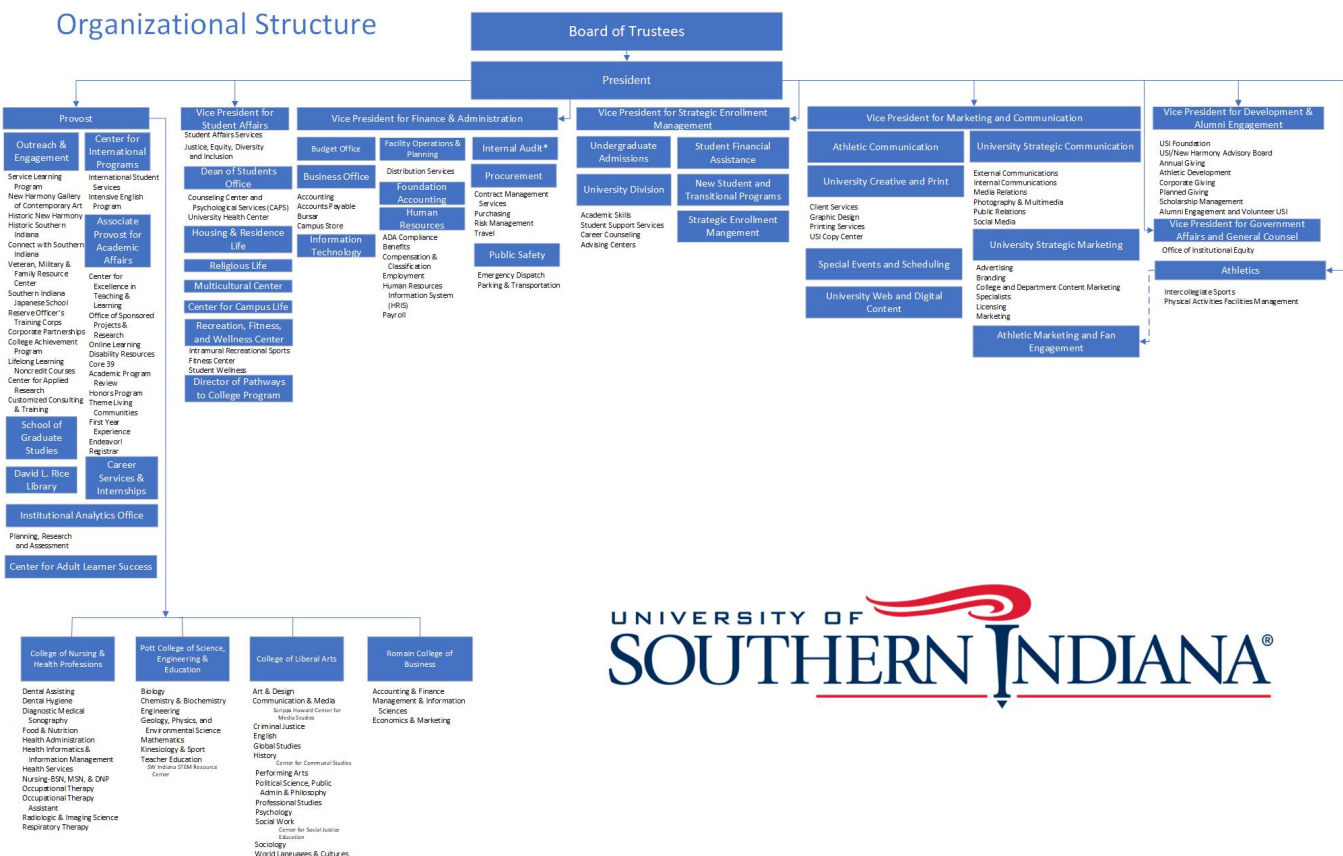 Organizational Structure
Board of Trustees
President
Provost
Outreach &
Engagement
Service Learning
Program
New Harmony Gallery
of Contemporary Art
Historic New Harmony
Historic Southern
Indiana
Connect with Southern
Indiana
Veteran, Military &
Family Resource
Center
Southern Indiana
Japanese School
Reserve Officer's
Training Corps
Corporate Partnerships
College Achievement
Program
Lifelong Learning
Noncredit Courses
Center for Applied
Research
Customized Consulting
& Training
School of
Graduate
Studies
David L. Rice
Library
Center for
International
Programs
International Student
Services
Intensive English
Program
Associate
Provost for
Academic
Affairs
Center for
Excellence in
Teaching &
Learning
Office of Sponsored
Projects &
Research
Online Learning
Disability Resources
Core 39
Academic Program
Review
Honors Program
Theme Living
Communities
First Year
Experience
Endeavor!
Registrar
Career
Services &
Internships
Institutional Analytics Office
Planning, Research
and Assessment
Center for Adult Learner Success
Vice President for
Student Affairs
Student Affairs Services
Justice, Equity, Diversity
and Inclusion
Dean of Students
Office
Counseling Center and
Psychological Services (CAPS)
University Health Center
Housing & Residence
Life
Religious Life
Multicultural Center
Center for Campus Life
Recreation, Fitness,
and Wellness Center
Intramural Recreational Sports
Fitness Center
Student Wellness
Director of Pathways
to College Program
Vice President for Finance & Administration
Budget Office
Business Office
Accounting
Accounts Payable
Bursar
Campus Store
Information
Technology
Facility Operations &
Planning
Distribution Services
Foundation
Accounting
Human
Resources
ADA Compliance
Benefits
Compensation &
Classification
Employment
Human Resources
Information System
(HRIS)
Payroll
Internal Audit*
Procurement
Contract Management
Services
Purchasing
Risk Management
Travel
Public Safety
Emergency Dispatch
Parking & Transportation
Vice President for Strategic Enrollment
Management
Undergraduate
Admissions
University Division
Academic Skills
Student Support Services
Career Counseling
Advising Centers
Student Financial
Assistance
New Student and
Transitional Programs
Strategic Enrollment
Mangement
Vice President for Marketing and Communication
Athletic Communication
University Creative and Print
Client Services
Graphic Design
Printing Services
USI Copy Center
Special Events and Scheduling
University Web and Digital
Content
University Strategic Communication
External Communications
Internal Communications
Media Relations
Photography & Multimedia
Public Relations
Social Media
University Strategic Marketing
Advertising
Branding
College and Department Content Marketing
Specialists
Licensing
Marketing
Athletic Marketing and Fan
Engagement
Vice President for Development &
Alumni Engagement
USI Foundation
USI/New Harmony Advisory Board
Annual Giving
Athletic Development
Corporate Giving
Planned Giving
Scholarship Management
Alumni Engagement and Volunteer USI
Vice President for Government
Affairs and General Counsel
Office of Institutional Equity
Athletics
Intercollegiate Sports
Physical Activities Facilities Management
College of Nursing &
Health Professions
Dental Assisting
Dental Hygiene
Diagnostic Medical
Sonography
Food & Nutrition
Health Administration
Health Informatics &
Information Management
Health Services
Nursing-BSN, MSN, & DNP
Occupational Therapy
Occupational Therapy
Assistant
Radiologic & Imaging Science
Respiratory Therapy
Pott College of Science,
Engineering &
Education
Biology
Chemistry & Biochemistry
Engineering
Geology, Physics, and
Environmental Science
Mathematics
Kinesiology & Sport
Teacher Education
SW Indiana STEM Resource
Center
College of Liberal Arts
Art & Design
Communication & Media
Scripps Howard Center for
Media Studies
Criminal Justice
English
Global Studies
History
Center for Communal Studies
Performing Arts
Political Science, Public
Admin & Philosophy
Professional Studies
Psychology
Social Work
Center for Social Justice
Education
Sociology
World Languages & Cultures
Romain College of
Business
Accounting & Finance
Management & Information
Sciences
Economics & Marketing
UNIVERSITY OF
SOUTHERN INDIANA®